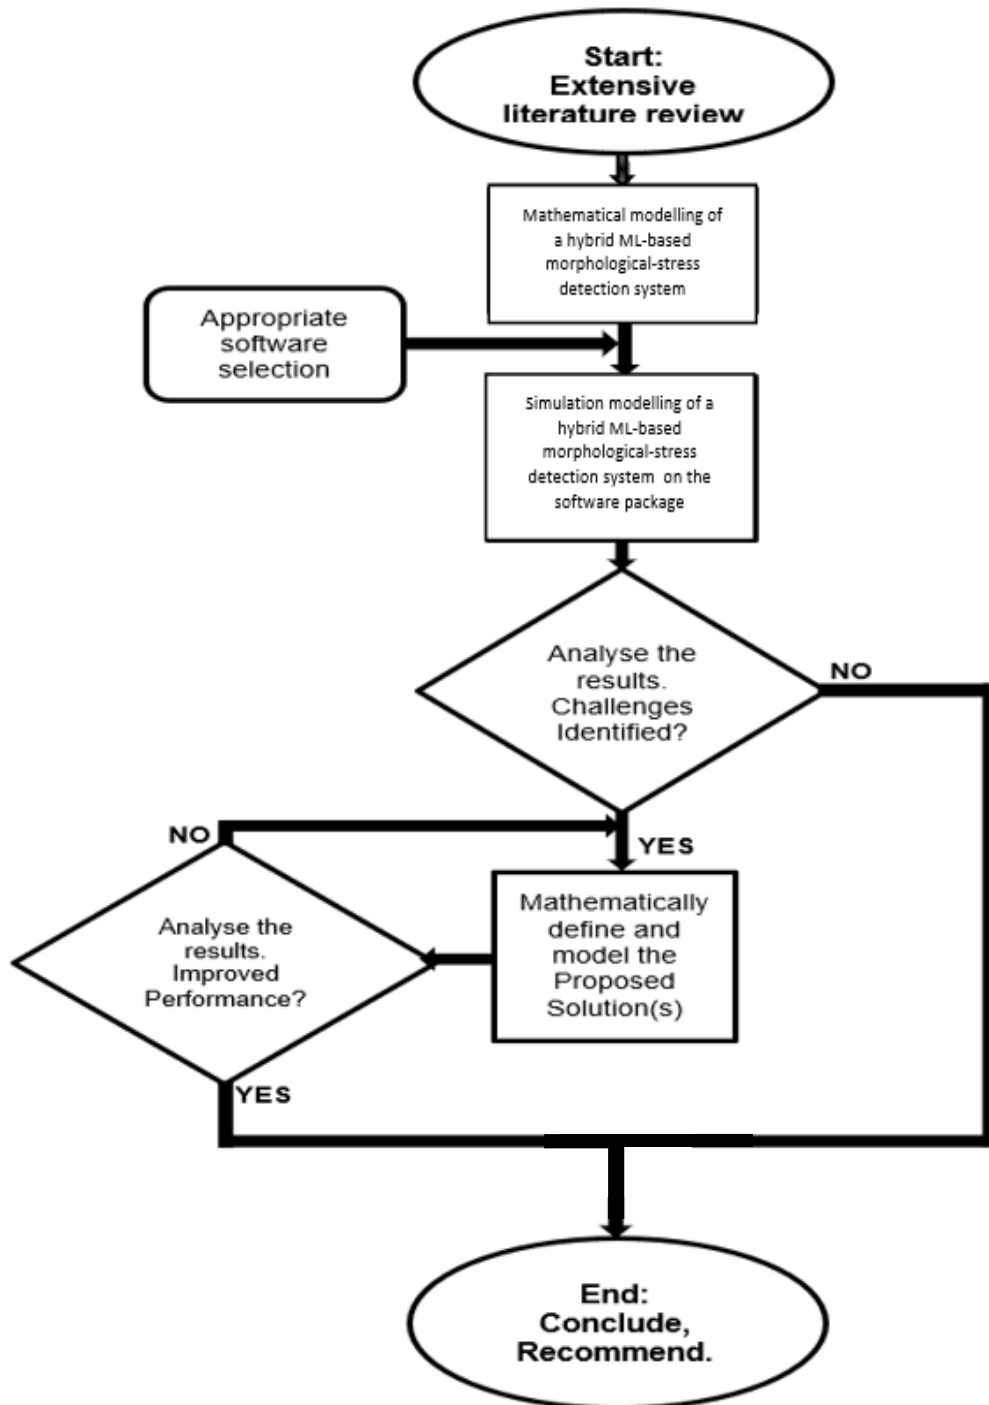 Start:
Extensive
literature review
Mathematical modelling of
a hybrid ML-based
morphological-stress
detection system
Appropriate
software
selection
Simulation modelling of a
hybrid ML-based
morphological-stress
detection system on the
software package
Analyse the
results.
Challenges
Identified?
NO
YES
NO
Mathematically
define and
model the
Proposed
Solution(s)
Analyse the
results.
Improved
Performance?
YES
End:
Conclude,
Recommend.